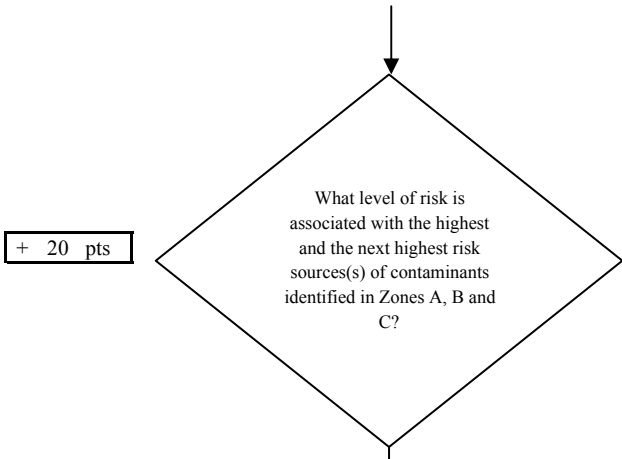 + 20 pts
What level of risk is
associated with the highest
and the next highest risk
sources(s) of contaminants
identified in Zones A, B and
C?